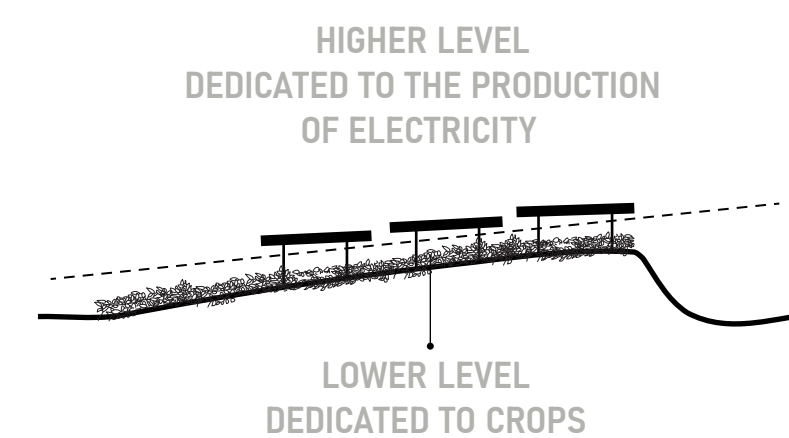 HIGHER LEVEL
DEDICATED TO THE PRODUCTION
OF ELECTRICITY
LOWER LEVEL
DEDICATED TO CROPS